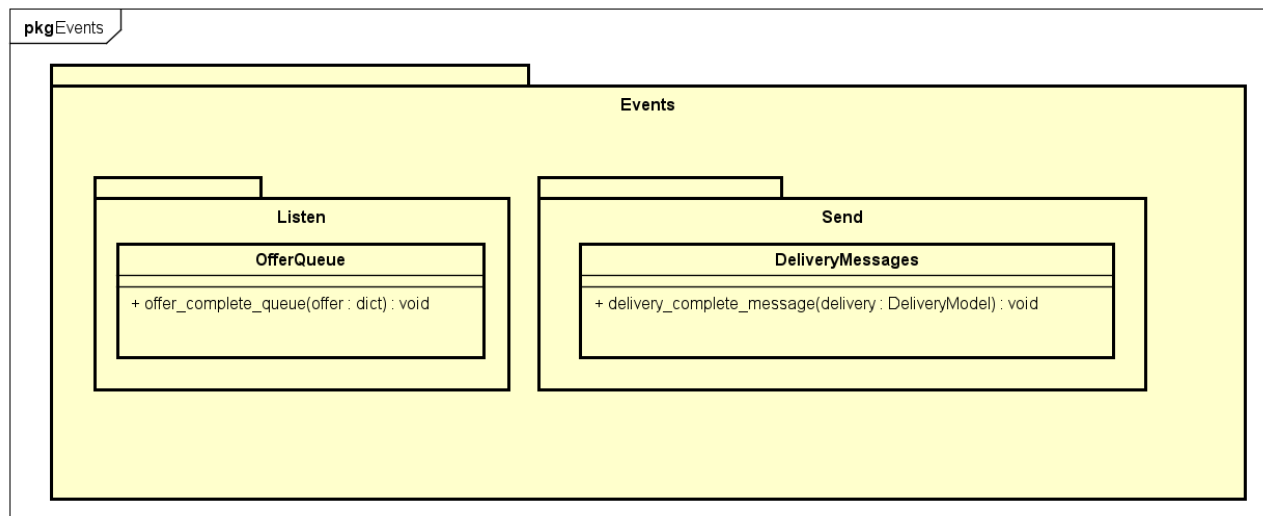 pkgEvents
Events
Listen
Send
OfferQueue
DeliveryMessages
+ offer_complete_queue(offer : dict) : void
+ delivery_complete_message(delivery : DeliveryModel) : void